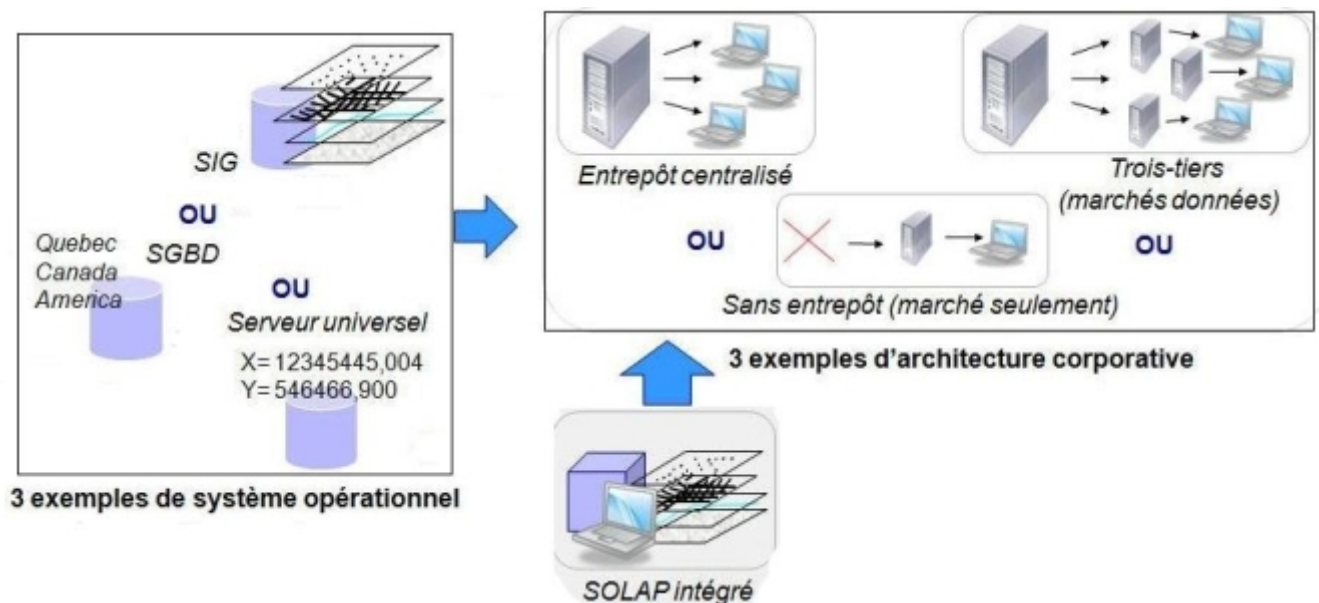 SIG
OU
SGBD
Quebec
Canada
America
OU
Serveur universel
X= 12345445,004
Y= 546466,900
3 exemples de système opérationnel
Entrepôt centralisé
Trois-tiers
(marchés données)
OU
OU
Sans entrepôt (marché seulement)
3 exemples d'architecture corporative
SOLAP intégré